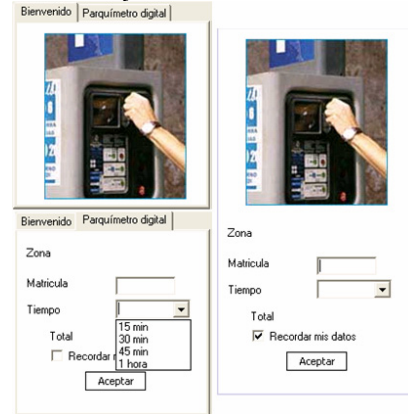 Bienvenido Parquímetro digital
Bienvenido Parquímetro digital
Zona
Matricula
Tiempo
15 min
30 min
45 min
1 hora
Total
Recordar
Aceptar
Zona
Matricula
Tiempo
Total
Recordar mis datos
Aceptar